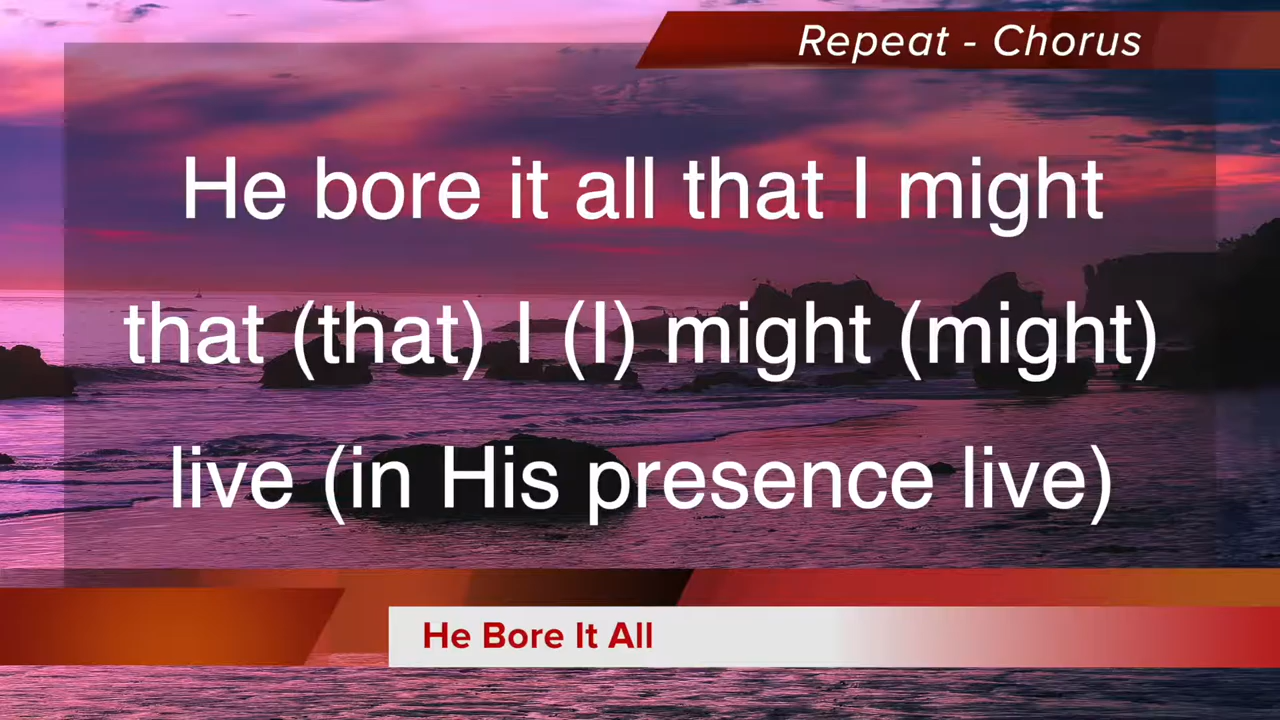 Repeat - Chorus
He bore it all that I might
that (that) I (I) might (might)
live (in His presence live)
He Bore It All